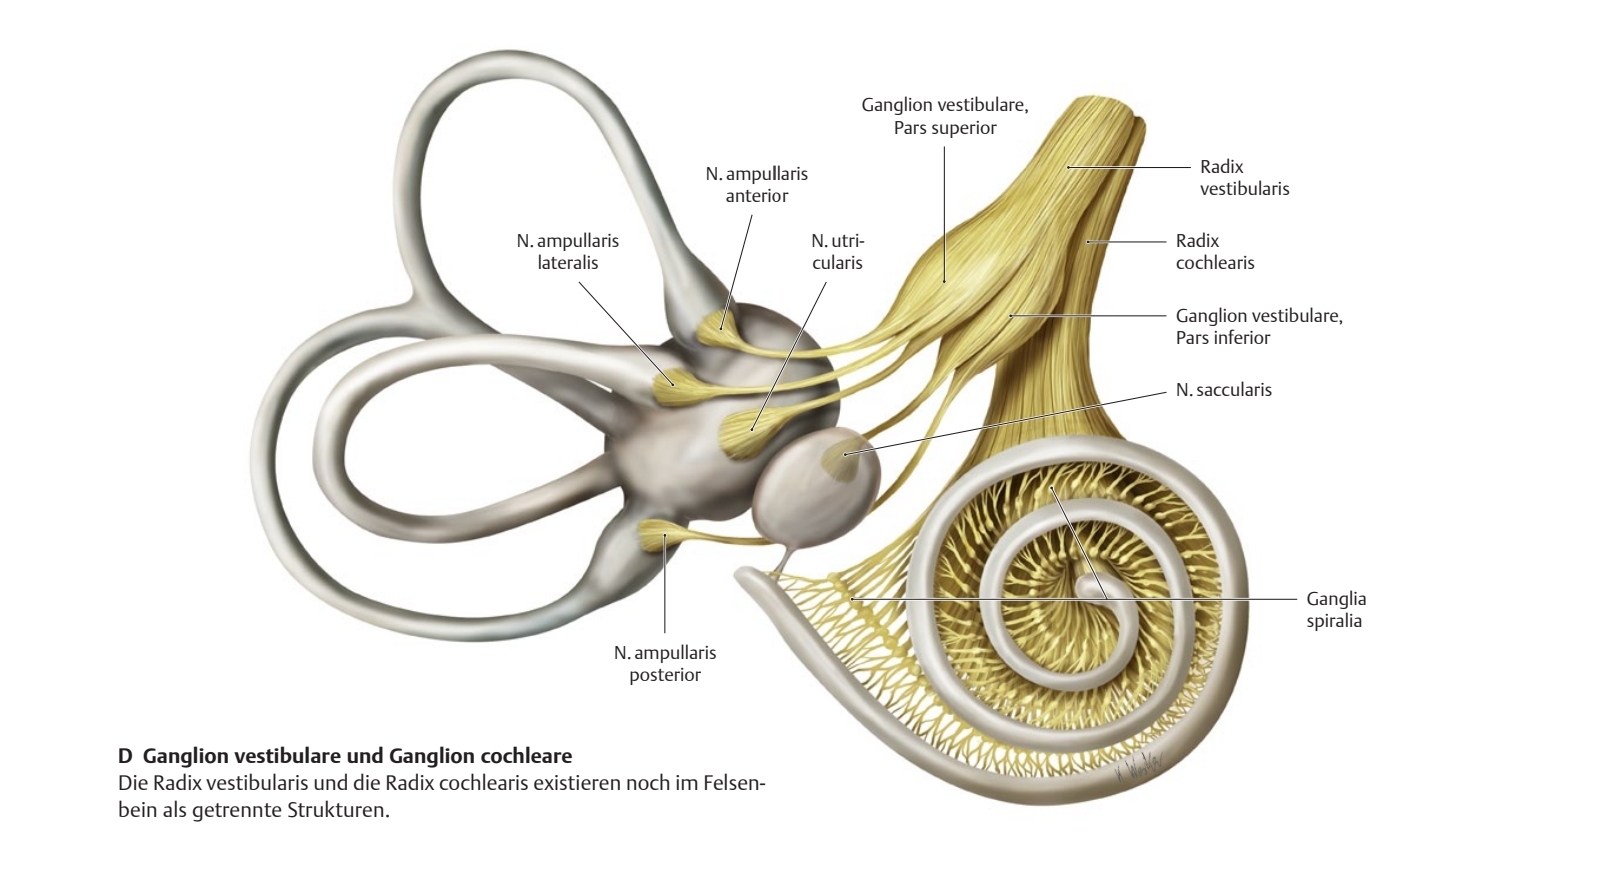 Ganglion vestibulare,
Pars superior
Radix
vestibularis
N. ampullaris
anterior
N. ampullaris
lateralis
N. utri-
cularis
Radix
cochlearis
Ganglion vestibulare,
Pars inferior
N. saccularis
Ganglia
spiralia
N. ampullaris
posterior
D Ganglion vestibulare und Ganglion cochleare
Die Radix vestibularis und die Radix cochlearis existieren noch im Felsen-
bein als getrennte Strukturen.